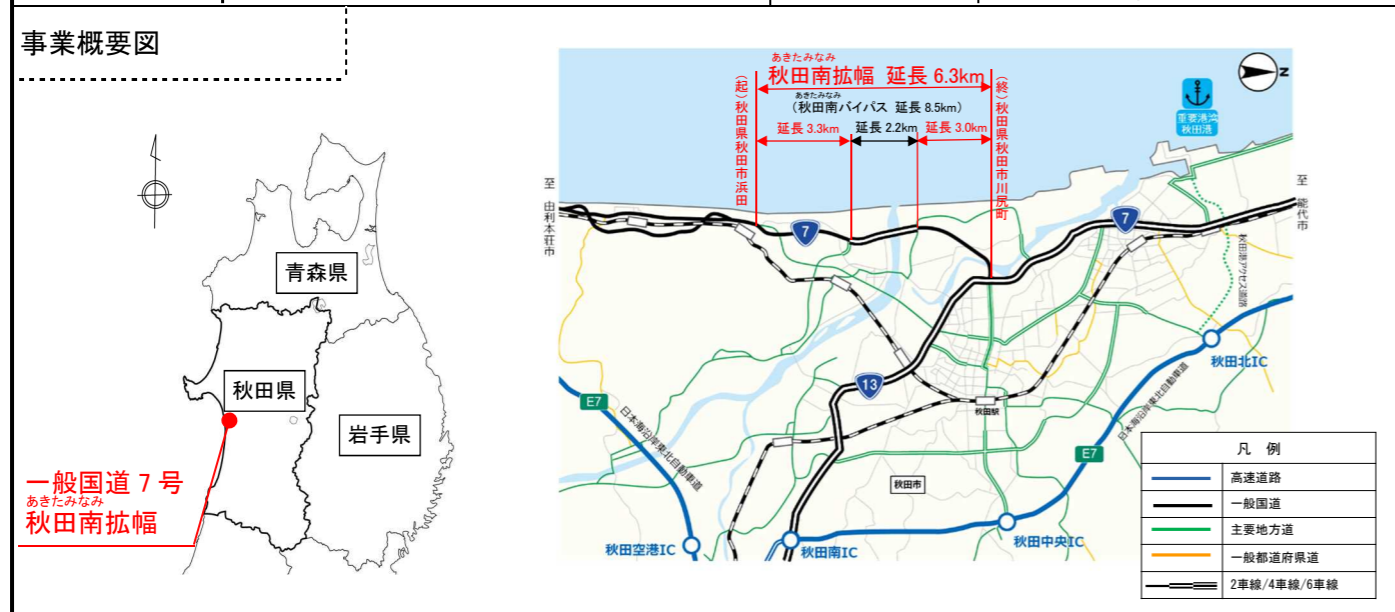 事業概要図
青森県
秋田県
岩手県
一般国道7号
あきたみなみ
秋田南拡幅
あきたみなみ
秋田南拡幅 延長 6.3km
あきたみなみ
（秋田南バイパス 延長 8.5km）
延長 3.3km
延長 2.2km
延長 3.0km
（起）秋田県秋田市浜田
（終）秋田県秋田市川尻町
N
重要港湾
秋田港
至 由利本荘市
至 能代市
7
7
13
秋田港アクセス道路
秋田北IC
E7
日本海沿岸東北自動車道
日本海沿岸東北自動車道
E7
秋田駅
秋田市
秋田空港IC
秋田南IC
秋田中央IC
凡 例
高速道路
一般国道
主要地方道
一般都道府県道
2車線/4車線/6車線